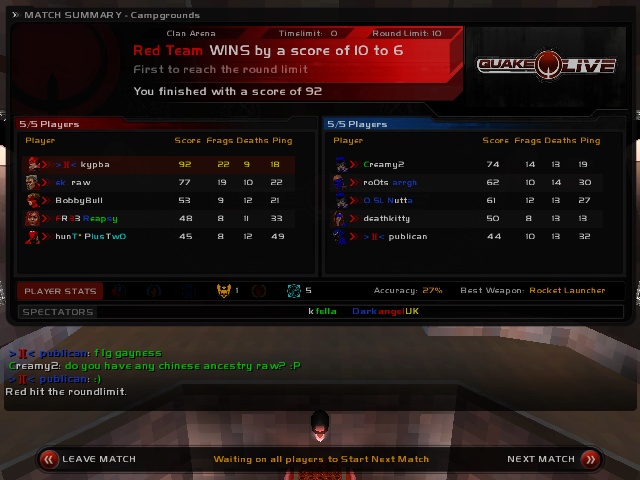 MATCH SUMMARY - Campgrounds
Clan Arena Timelimit: 0 Round Limit: 10
Red Team WINS by a score of 10 to 6
First to reach the round limit
You finished with a score of 92
QUAKE LIVE
5/5 Players
Player Score Frags Deaths Ping
>][< kypba 92 22 9 18
sk. raw 77 19 10 22
BobbyBull 53 9 12 21
FR33 Reapsy 48 8 11 33
hunT* PlusTwO 45 8 12 49
5/5 Players
Player Score Frags Deaths Ping
Creamy2 74 14 13 19
ro0ts arrgh 62 10 14 30
O.SL Nutta 61 12 13 27
deathkitty 50 8 13 13
>][< publican 44 10 13 32
PLAYER STATS 1 5 Accuracy: 27% Best Weapon: Rocket Launcher
SPECTATORS kfella DarkangelUK
>][< publican: f1g gayness
Creamy2: do you have any chinese ancestry raw? :P
>][< publican: :)
Red hit the roundlimit.
LEAVE MATCH Waiting on all players to Start Next Match NEXT MATCH